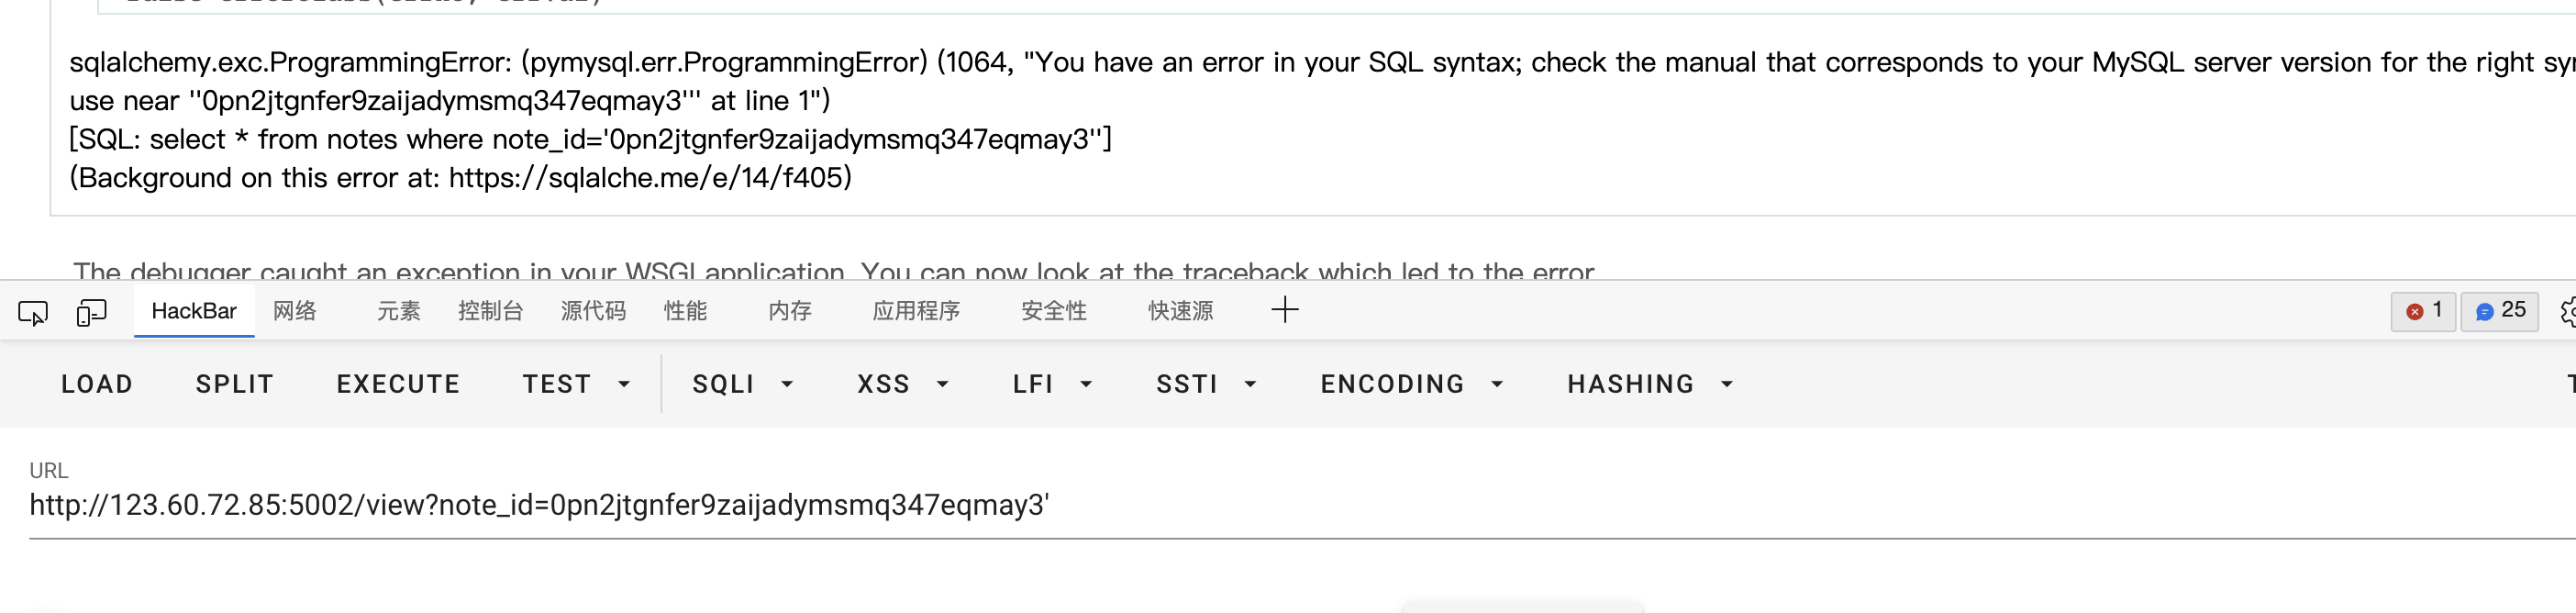 sqlalchemy.exc.ProgrammingError: (pymysql.err.ProgrammingError) (1064, "You have an error in your SQL syntax; check the manual that corresponds to your MySQL server version for the right
use near ''0pn2jtgnfer9zaijadymsmq347eqmay3''' at line 1")
[SQL: select * from notes where note_id='0pn2jtgnfer9zaijadymsmq347eqmay3'']
(Background on this error at: https://sqlalche.me/e/14/f405)
The debugger caught an exception in your WSGI application. You can now look at the traceback which led to the error
HackBar 网络 元素 控制台 源代码 性能 内存 应用程序 安全性 快速源 1 25
LOAD SPLIT EXECUTE TEST SQLI XSS LFI SSTI ENCODING HASHING
URL
http://123.60.72.85:5002/view?note_id=0pn2jtgnfer9zaijadymsmq347eqmay3'